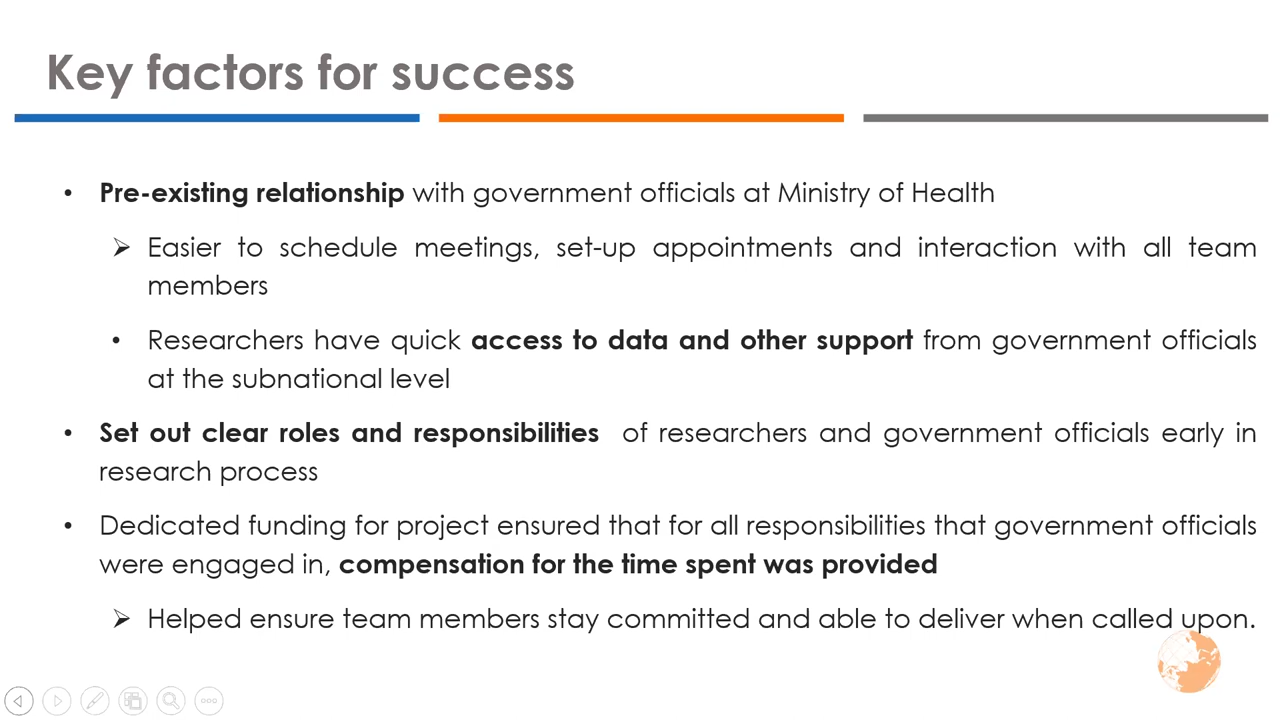 Key factors for success
• Pre-existing relationship with government officials at Ministry of Health
➢ Easier to schedule meetings, set-up appointments and interaction with all team
members
• Researchers have quick access to data and other support from government officials
at the subnational level
• Set out clear roles and responsibilities of researchers and government officials early in
research process
• Dedicated funding for project ensured that for all responsibilities that government officials
were engaged in, compensation for the time spent was provided
➢ Helped ensure team members stay committed and able to deliver when called upon.